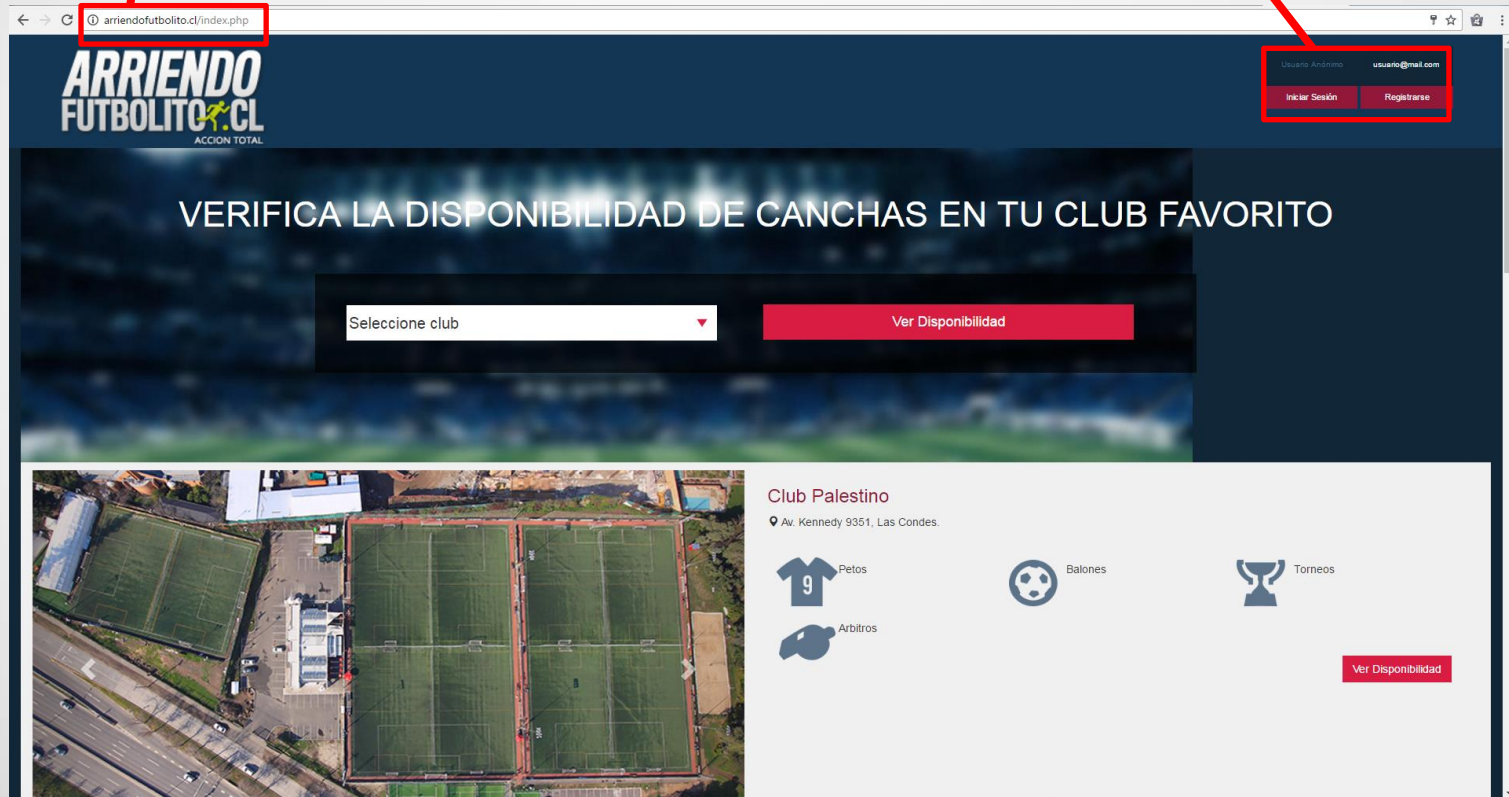 arriendofutbolito.cl/index.php
ARRIENDO
FUTBOLITO.CL
ACCION TOTAL
Usuario Anónimo usuario@mail.com
Iniciar Sesión Registrarse
VERIFICA LA DISPONIBILIDAD DE CANCHAS EN TU CLUB FAVORITO
Seleccione club Ver Disponibilidad
Club Palestino
Av. Kennedy 9351, Las Condes.
9 Petos Balones Torneos
Arbitros
Ver Disponibilidad